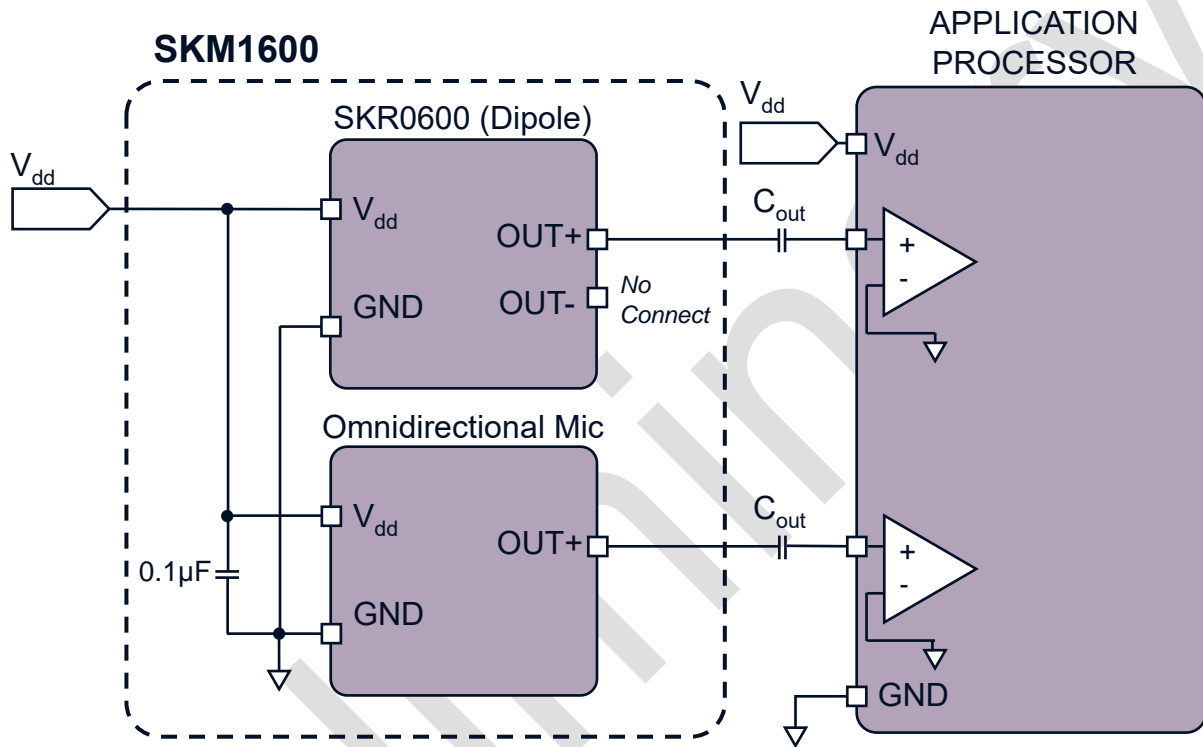 SKM1600
APPLICATION
PROCESSOR
SKR0600 (Dipole)
Vdd
Vdd
Vdd
Vdd
OUT+
Cout
+
-
GND
OUT-
No
Connect
Omnidirectional Mic
Vdd
OUT+
Cout
+
-
0.1µF
GND
GND